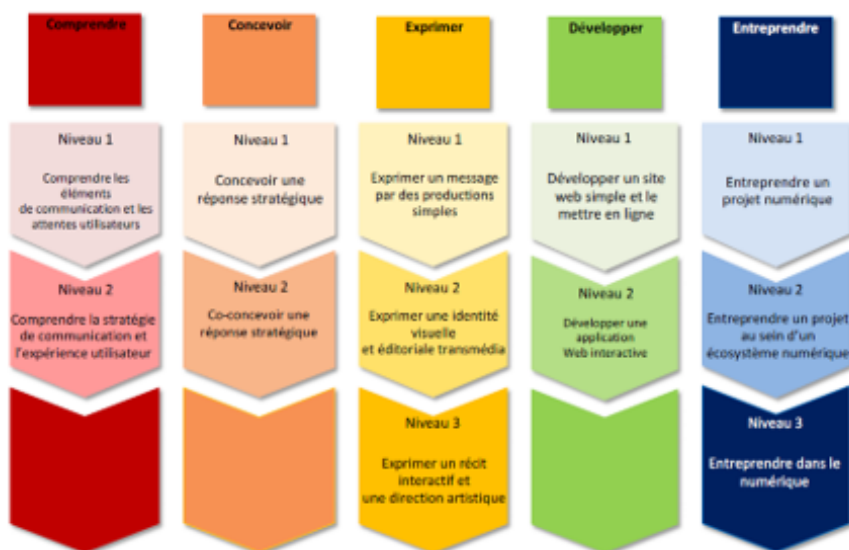 Comprendre
Concevoir
Exprimer
Développer
Entreprendre
Niveau 1
Comprendre les
éléments
de communication et les
attentes utilisateurs
Niveau 1
Concevoir une
réponse stratégique
Niveau 1
Exprimer un message
par des productions
simples
Niveau 1
Développer un site
web simple et le
mettre en ligne
Niveau 1
Entreprendre un
projet numérique
Niveau 2
Comprendre la stratégie
de communication et
l'expérience utilisateur
Niveau 2
Co-concevoir une
réponse stratégique
Niveau 2
Exprimer une identité
visuelle
et éditoriale transmédia
Niveau 2
Développer une
application
Web interactive
Niveau 2
Entreprendre un projet
au sein d'un
écosystème numérique
Niveau 3
Exprimer un récit
interactif et
une direction artistique
Niveau 3
Entreprendre dans le
numérique